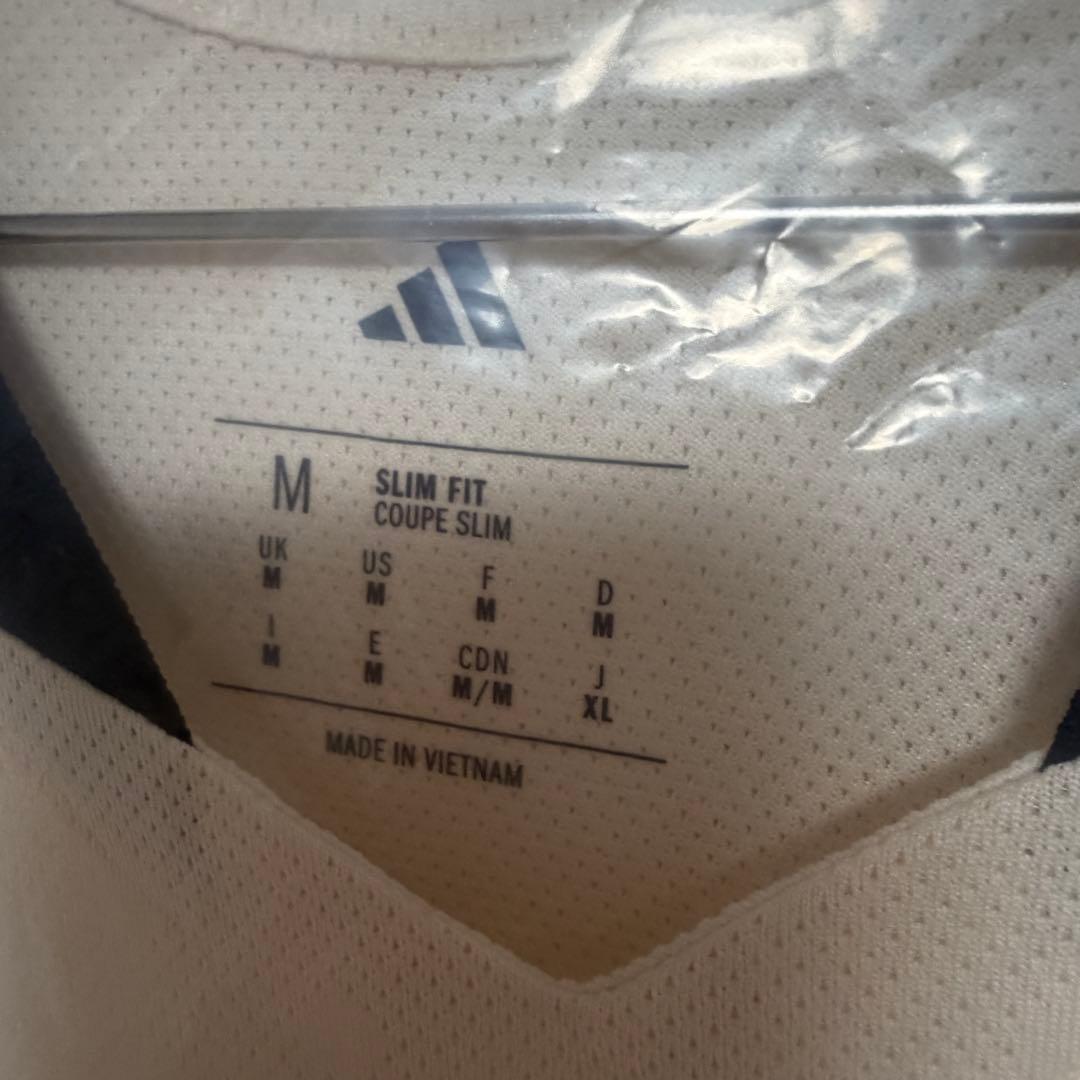 M SLIM FIT
COUPE SLIM
UK US F D
M M M M
I E CDN J
M M M/M XL
MADE IN VIETNAM